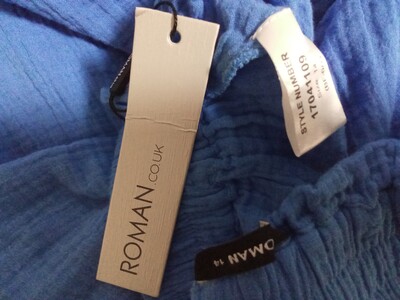 ROMAN.CO.UK
STYLE NUMBER
17041109
OMAN 14